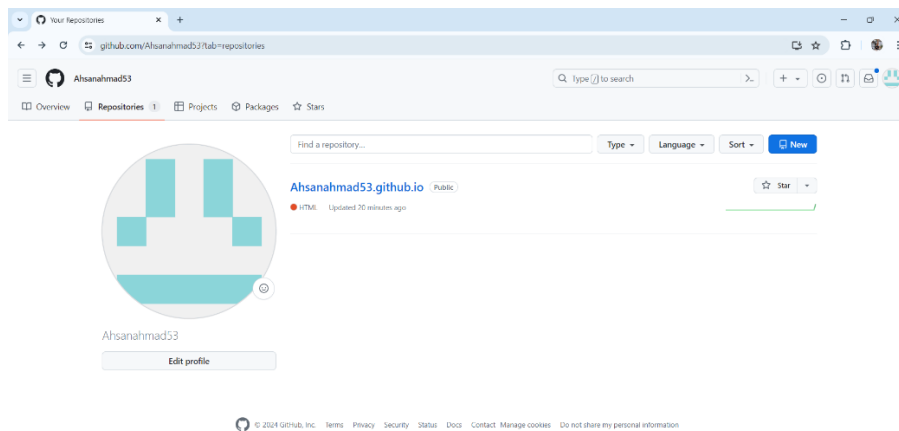 Your Repositories
github.com/Ahsanahmad53?tab=repositories
Ahsanahmad53
Type / to search
Overview Repositories 1 Projects Packages Stars
Find a repository...
Type Language Sort New
Ahsanahmad53.github.io Public
Star
HTML Updated 20 minutes ago
Ahsanahmad53
Edit profile
© 2024 GitHub, Inc. Terms Privacy Security Status Docs Contact Manage cookies Do not share my personal information